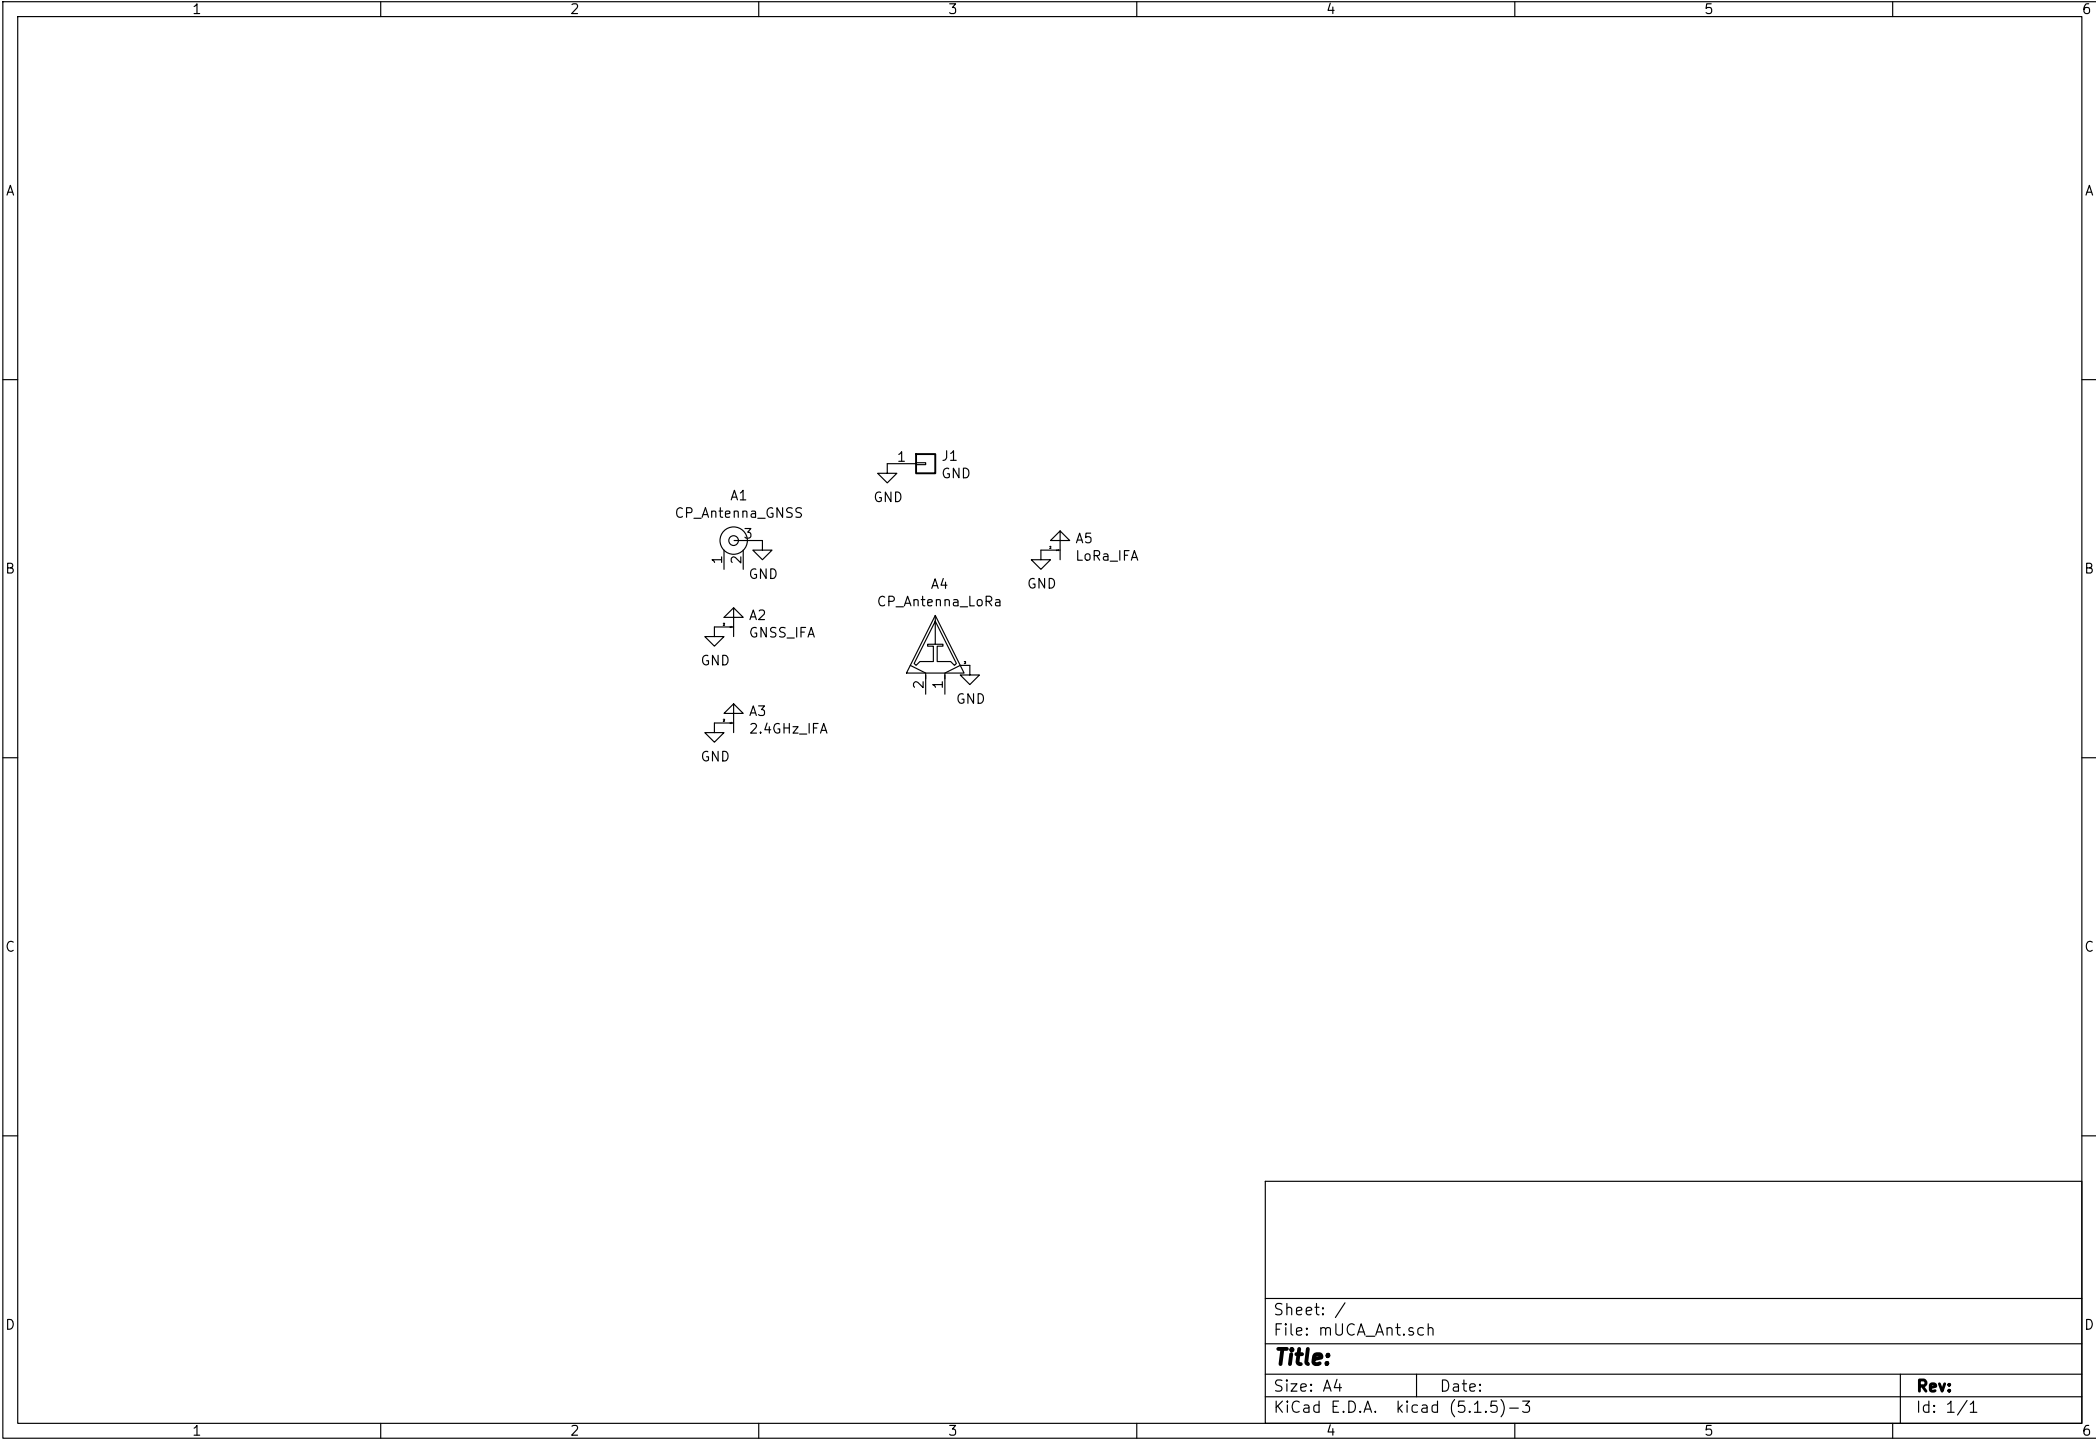 1 2 3 4 5 6
A A
J1
1
GND
GND
A1
CP_Antenna_GNSS
3
1 2
GND
A5
LoRa_IFA
GND
B B
A4
CP_Antenna_LoRa
2 1
GND
A2
GNSS_IFA
GND
A3
2.4GHz_IFA
GND
C C
Sheet: /
File: mUCA_Ant.sch
D D
Title:
Size: A4 Date: Rev:
KiCad E.D.A. kicad (5.1.5)-3 Id: 1/1
1 2 3 4 5 6